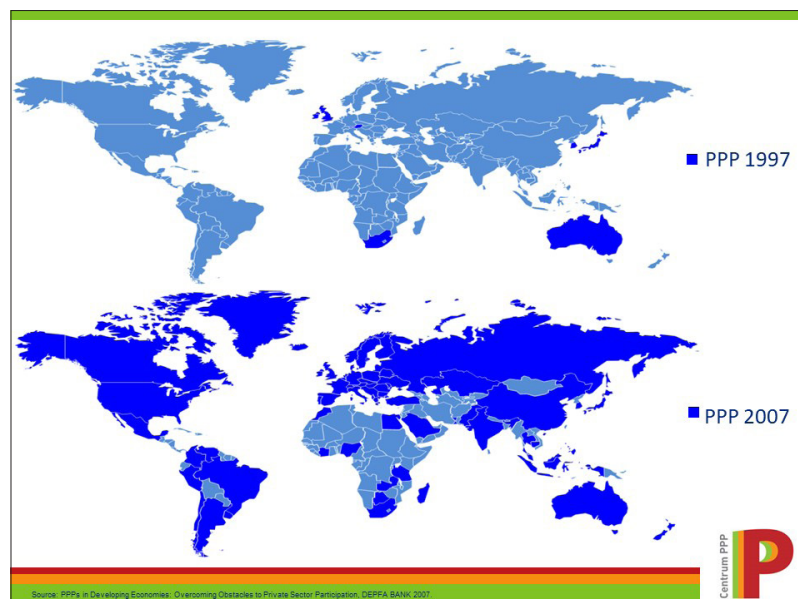 PPP 1997
PPP 2007
Centrum PPP
Source: PPPs in Developing Economies: Overcoming Obstacles to Private Sector Participation, DEPFA BANK 2007.